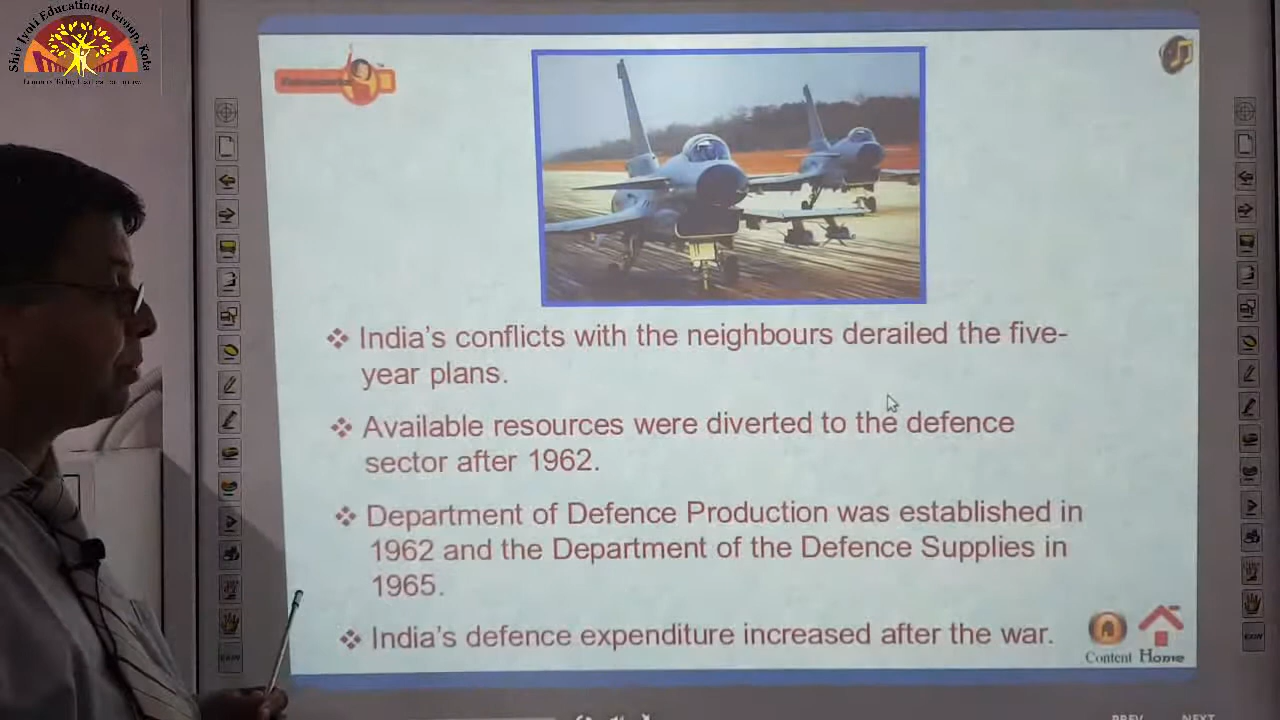 Shiv Jyoti Educational Group, Kota
India's conflicts with the neighbours derailed the five-
year plans.
Available resources were diverted to the defence
sector after 1962.
Department of Defence Production was established in
1962 and the Department of the Defence Supplies in
1965.
India's defence expenditure increased after the war.
Content Home
PREV NEXT